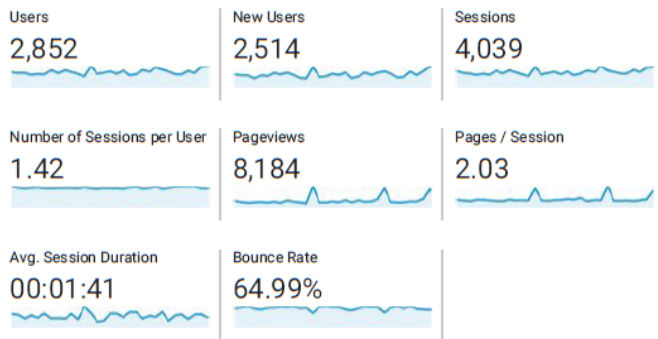 Users
2,852
New Users
2,514
Sessions
4,039
Number of Sessions per User
1.42
Pageviews
8,184
Pages / Session
2.03
Avg. Session Duration
00:01:41
Bounce Rate
64.99%